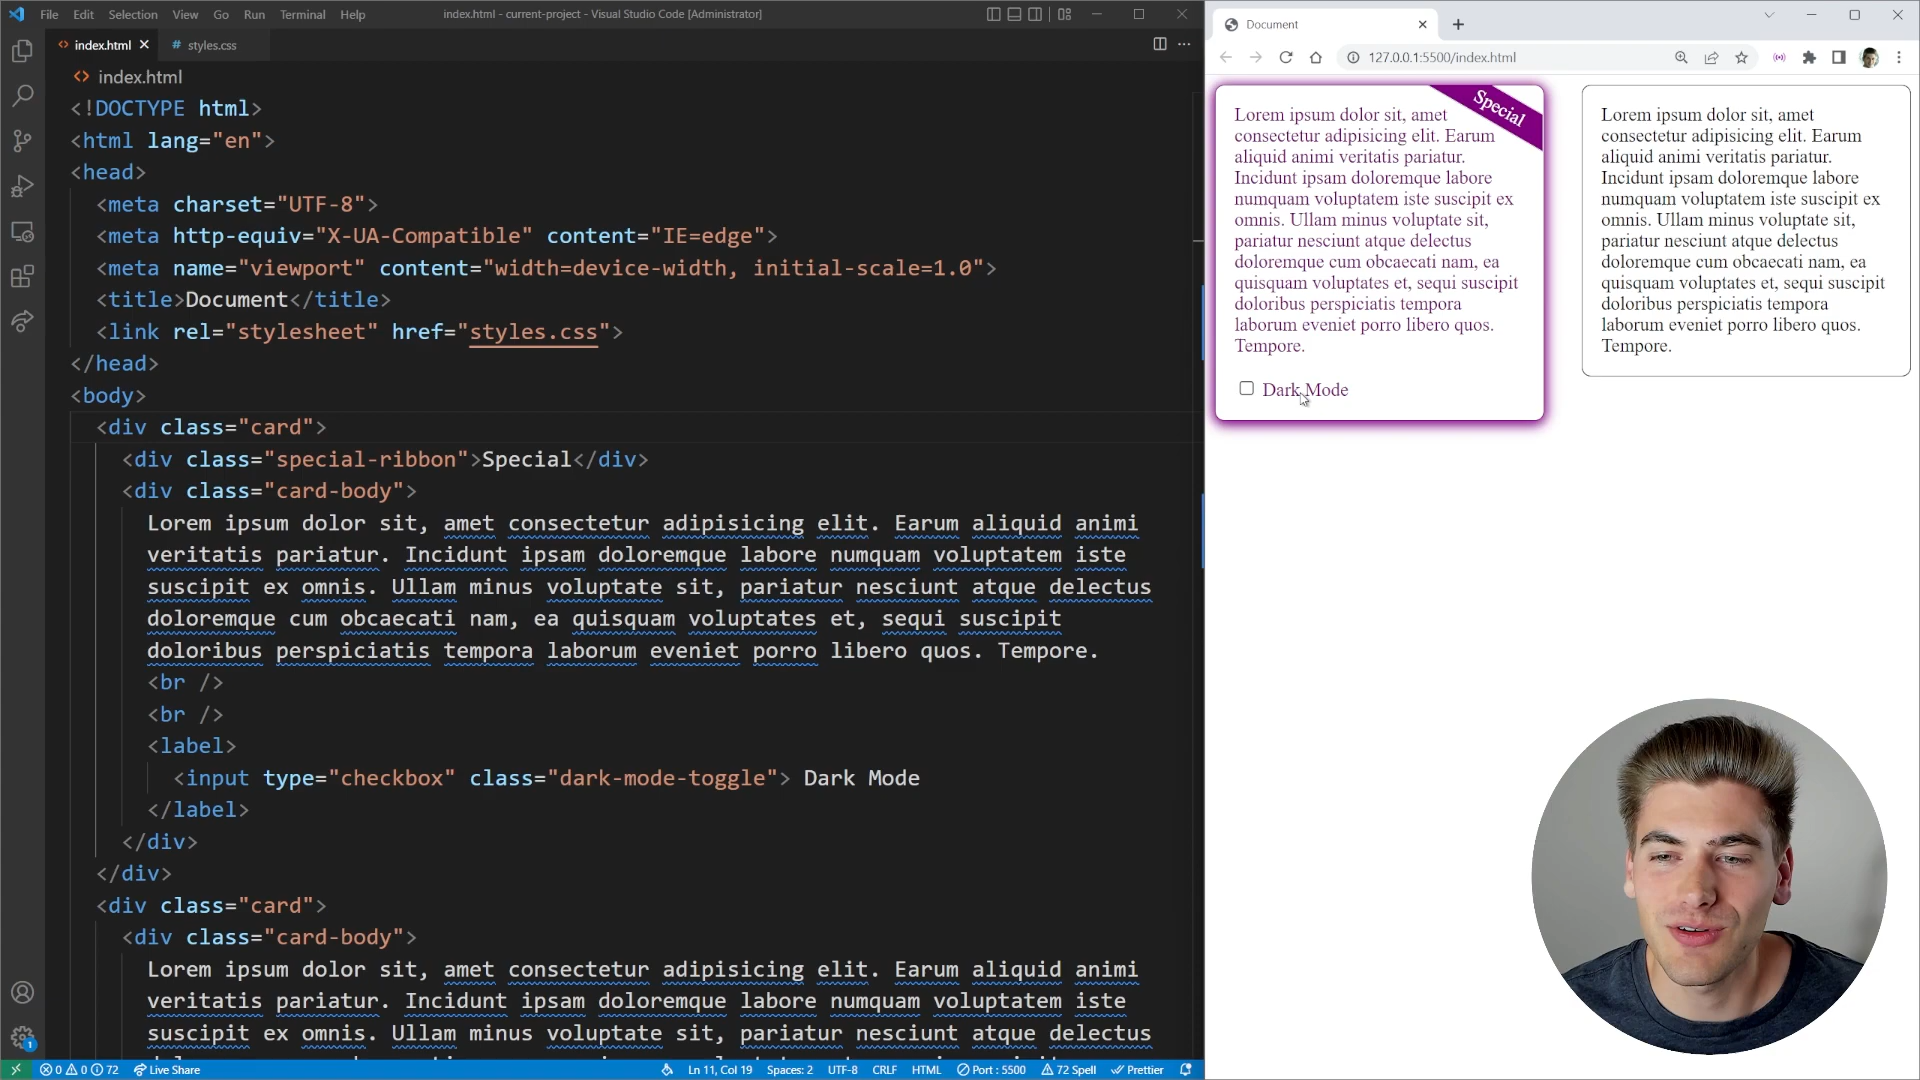 File Edit Selection View Go Run Terminal Help
index.html - current-project - Visual Studio Code [Administrator]
index.html
# styles.css
index.html
<!DOCTYPE html>
<html lang="en">
<head>
<meta charset="UTF-8">
<meta http-equiv="X-UA-Compatible" content="IE=edge">
<meta name="viewport" content="width=device-width, initial-scale=1.0">
<title>Document</title>
<link rel="stylesheet" href="styles.css">
</head>
<body>
<div class="card">
<div class="special-ribbon">Special</div>
<div class="card-body">
Lorem ipsum dolor sit, amet consectetur adipisicing elit. Earum aliquid animi
veritatis pariatur. Incidunt ipsam doloremque labore numquam voluptatem iste
suscipit ex omnis. Ullam minus voluptate sit, pariatur nesciunt atque delectus
doloremque cum obcaecati nam, ea quisquam voluptates et, sequi suscipit
doloribus perspiciatis tempora laborum eveniet porro libero quos. Tempore.
<br />
<br />
<label>
<input type="checkbox" class="dark-mode-toggle"> Dark Mode
</label>
</div>
</div>
<div class="card">
<div class="card-body">
Lorem ipsum dolor sit, amet consectetur adipisicing elit. Earum aliquid animi
veritatis pariatur. Incidunt ipsam doloremque labore numquam voluptatem iste
suscipit ex omnis. Ullam minus voluptate sit, pariatur nesciunt atque delectus
1
0 0 72 Live Share
Ln 11, Col 19 Spaces: 2 UTF-8 CRLF HTML Port : 5500 72 Spell Prettier
Document
127.0.0.1:5500/index.html
Special
Lorem ipsum dolor sit, amet
consectetur adipisicing elit. Earum
aliquid animi veritatis pariatur.
Incidunt ipsam doloremque labore
numquam voluptatem iste suscipit ex
omnis. Ullam minus voluptate sit,
pariatur nesciunt atque delectus
doloremque cum obcaecati nam, ea
quisquam voluptates et, sequi suscipit
doloribus perspiciatis tempora
laborum eveniet porro libero quos.
Tempore.
Dark Mode
Lorem ipsum dolor sit, amet
consectetur adipisicing elit. Earum
aliquid animi veritatis pariatur.
Incidunt ipsam doloremque labore
numquam voluptatem iste suscipit ex
omnis. Ullam minus voluptate sit,
pariatur nesciunt atque delectus
doloremque cum obcaecati nam, ea
quisquam voluptates et, sequi suscipit
doloribus perspiciatis tempora
laborum eveniet porro libero quos.
Tempore.